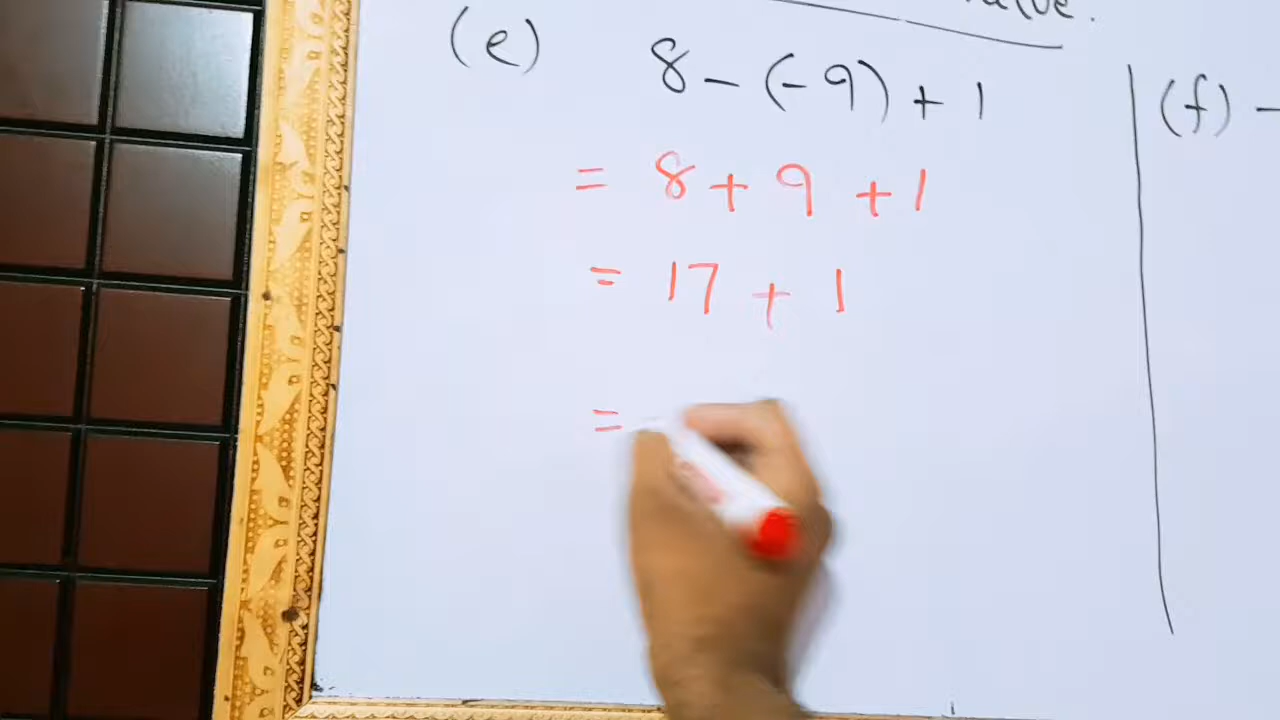 (e) 8 - (-9) + 1
= 8 + 9 + 1
= 17 + 1
=
(f) -